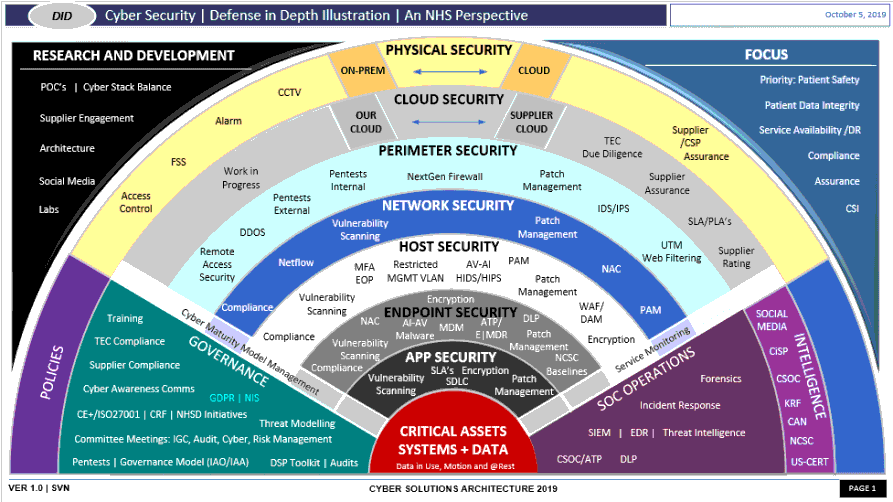 DID
Cyber Security | Defense in Depth Illustration | An NHS Perspective
October 5, 2019
RESEARCH AND DEVELOPMENT
POC's | Cyber Stack Balance
Supplier Engagement
Architecture
Social Media
Labs
FOCUS
Priority: Patient Safety
Patient Data Integrity
Service Availability /DR
Compliance
Assurance
CSI
PHYSICAL SECURITY
ON-PREM
CLOUD
CCTV
Alarm
FSS
Access
Control
Supplier
/CSP
Assurance
CLOUD SECURITY
OUR
CLOUD
SUPPLIER
CLOUD
Work in
Progress
TEC
Due Diligence
Supplier
Assurance
SLA/PLA's
Supplier
Rating
PERIMETER SECURITY
Pentests
Internal
NextGen Firewall
Patch
Management
Pentests
External
IDS/IPS
DDOS
UTM
Web Filtering
Remote
Access
Security
NETWORK SECURITY
Vulnerability
Scanning
Patch
Management
Netflow
NAC
Compliance
PAM
HOST SECURITY
MFA
EOP
Restricted
MGMT VLAN
AV-AI
HIDS/HIPS
PAM
Patch
Management
Vulnerability
Scanning
WAF/
DAM
Compliance
Encryption
Encryption
ENDPOINT SECURITY
NAC
AI-AV
Malware
MDM
ATP/
E|MDR
DLP
Patch
Management
Vulnerability
Scanning
Compliance
NCSC
Baselines
APP SECURITY
Vulnerability
Scanning
SLA's
SDLC
Encryption
Patch
Management
CRITICAL ASSETS
SYSTEMS + DATA
Data in Use, Motion and @Rest
Cyber Maturity Model Management
Service Monitoring
POLICIES
GOVERNANCE
Training
TEC Compliance
Supplier Compliance
Cyber Awareness Comms
GDPR | NIS
CE+/ISO27001 | CRF | NHSD Initiatives
Threat Modelling
Committee Meetings: IGC, Audit, Cyber, Risk Management
Pentests | Governance Model (IAO/IAA)
DSP Toolkit | Audits
SOC OPERATIONS
Forensics
Incident Response
SIEM | EDR | Threat Intelligence
CSOC/ATP
DLP
INTELLIGENCE
SOCIAL
MEDIA
CiSP
CSOC
KRF
CAN
NCSC
US-CERT
VER 1.0 | SVN
CYBER SOLUTIONS ARCHITECTURE 2019
PAGE 1